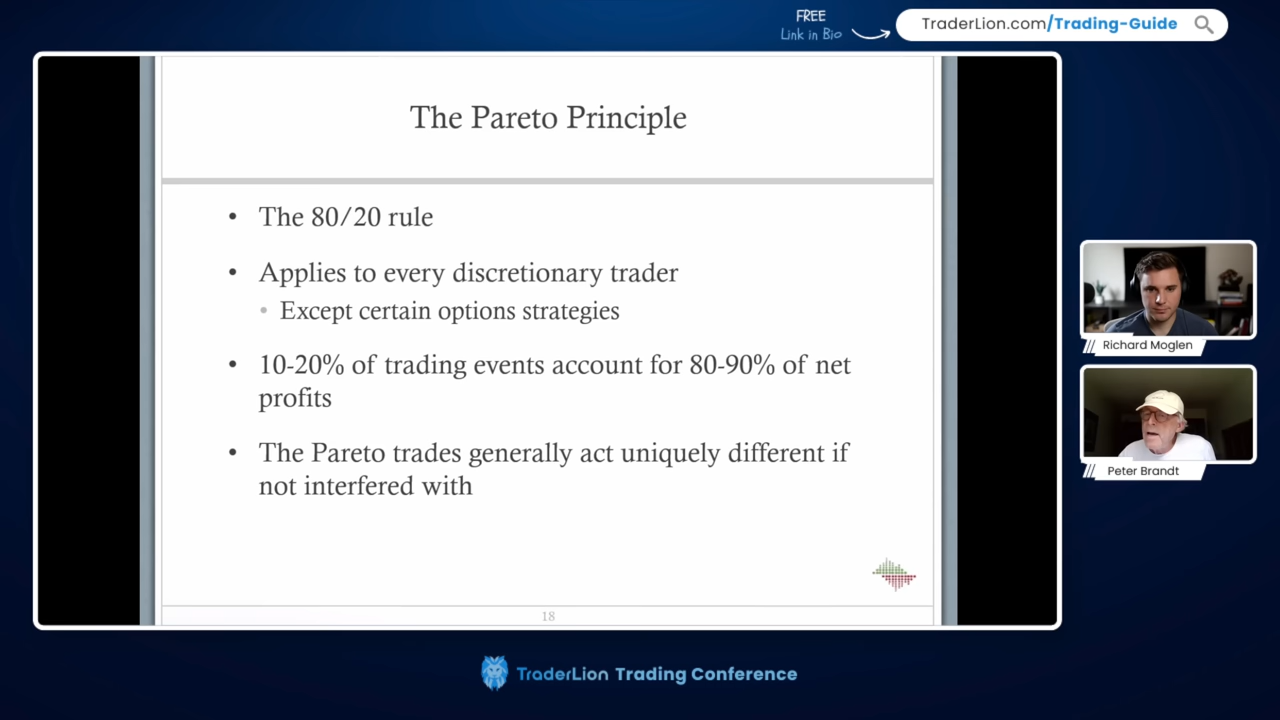 FREE
Link in Bio
TraderLion.com/Trading-Guide
The Pareto Principle
• The 80/20 rule
• Applies to every discretionary trader
• Except certain options strategies
• 10-20% of trading events account for 80-90% of net
profits
• The Pareto trades generally act uniquely different if
not interfered with
18
Richard Moglen
Peter Brandt
TraderLion Trading Conference